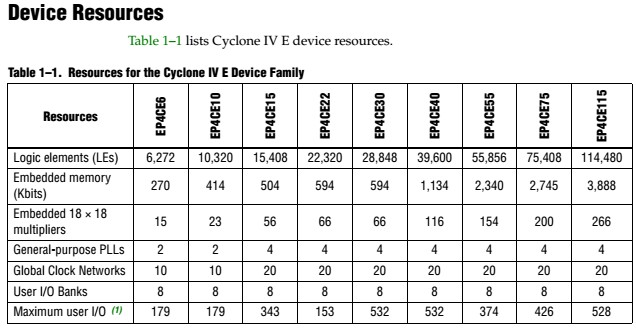 Device Resources
Table 1–1 lists Cyclone IV E device resources.
Table 1–1. Resources for the Cyclone IV E Device Family
Resources EP4CE6 EP4CE10 EP4CE15 EP4CE22 EP4CE30 EP4CE40 EP4CE55 EP4CE75 EP4CE115
Logic elements (LEs) 6,272 10,320 15,408 22,320 28,848 39,600 55,856 75,408 114,480
Embedded memory
(Kbits) 270 414 504 594 594 1,134 2,340 2,745 3,888
Embedded 18 × 18
multipliers 15 23 56 66 66 116 154 200 266
General-purpose PLLs 2 2 4 4 4 4 4 4 4
Global Clock Networks 10 10 20 20 20 20 20 20 20
User I/O Banks 8 8 8 8 8 8 8 8 8
Maximum user I/O (1) 179 179 343 153 532 532 374 426 528